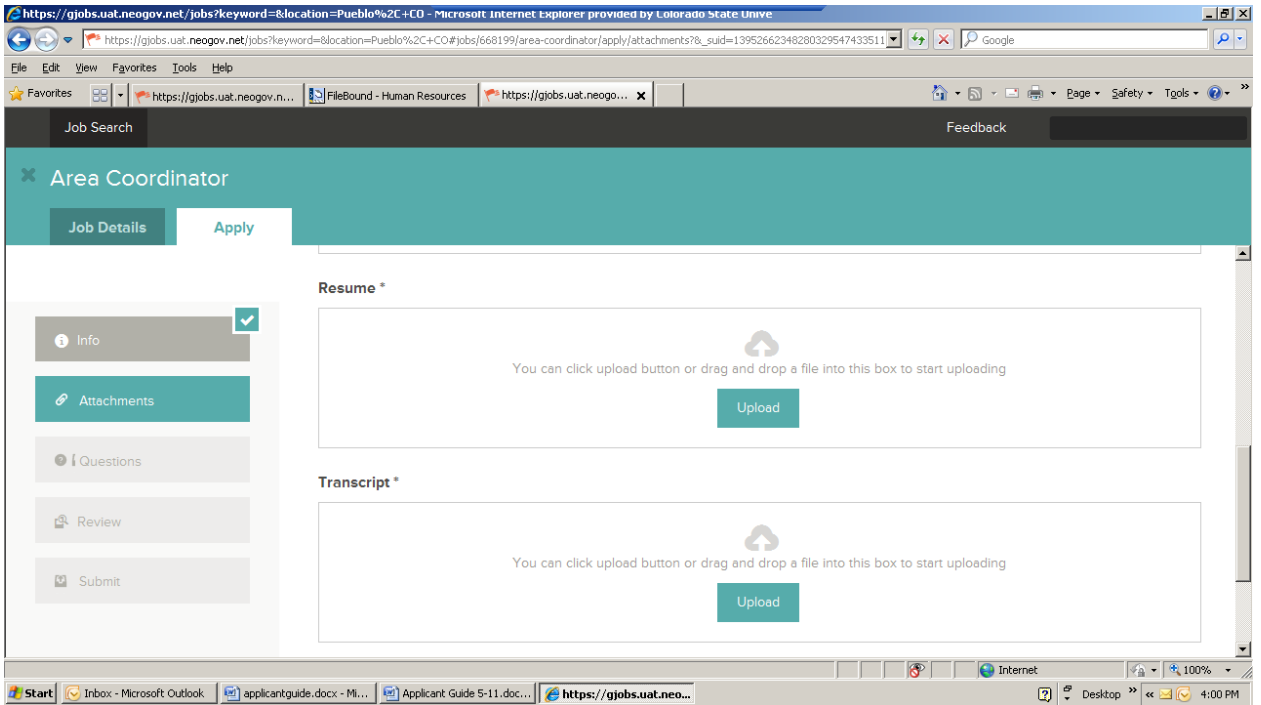 https://gjobs.uat.neogov.net/jobs?keyword=&location=Pueblo%2C+CO - Microsoft Internet Explorer provided by Colorado State Unive
https://gjobs.uat.neogov.net/jobs?keyword=&location=Pueblo%2C+CO#jobs/668199/area-coordinator/apply/attachments?&_suid=13952662348280329547433511
Google
File Edit View Favorites Tools Help
Favorites https://gjobs.uat.neogov.n... FileBound - Human Resources https://gjobs.uat.neogo... Page Safety Tools
Job Search Feedback
Area Coordinator
Job Details Apply
Resume *
Info
You can click upload button or drag and drop a file into this box to start uploading
Attachments
Upload
Questions
Transcript *
Review
You can click upload button or drag and drop a file into this box to start uploading
Submit
Upload
Internet 100%
Start Inbox - Microsoft Outlook applicantguide.docx - Mi... Applicant Guide 5-11.doc... https://gjobs.uat.neo... Desktop 4:00 PM